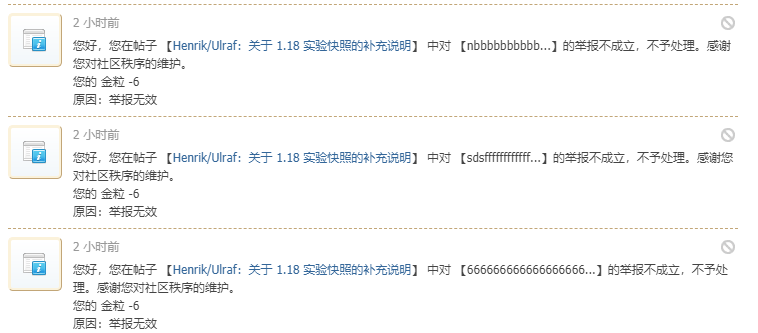 2 小时前
您好，您在帖子 【Henrik/Ulraf：关于 1.18 实验快照的补充说明】 中对 【nbbbbbbbbbb...】的举报不成立，不予处理。感谢
您对社区秩序的维护。
您的 金粒 -6
原因：举报无效
2 小时前
您好，您在帖子 【Henrik/Ulraf：关于 1.18 实验快照的补充说明】 中对 【sdsffffffffffff...】的举报不成立，不予处理。感谢您
对社区秩序的维护。
您的 金粒 -6
原因：举报无效
2 小时前
您好，您在帖子 【Henrik/Ulraf：关于 1.18 实验快照的补充说明】 中对 【666666666666666666...】的举报不成立，不予处
理。感谢您对社区秩序的维护。
您的 金粒 -6
原因：举报无效